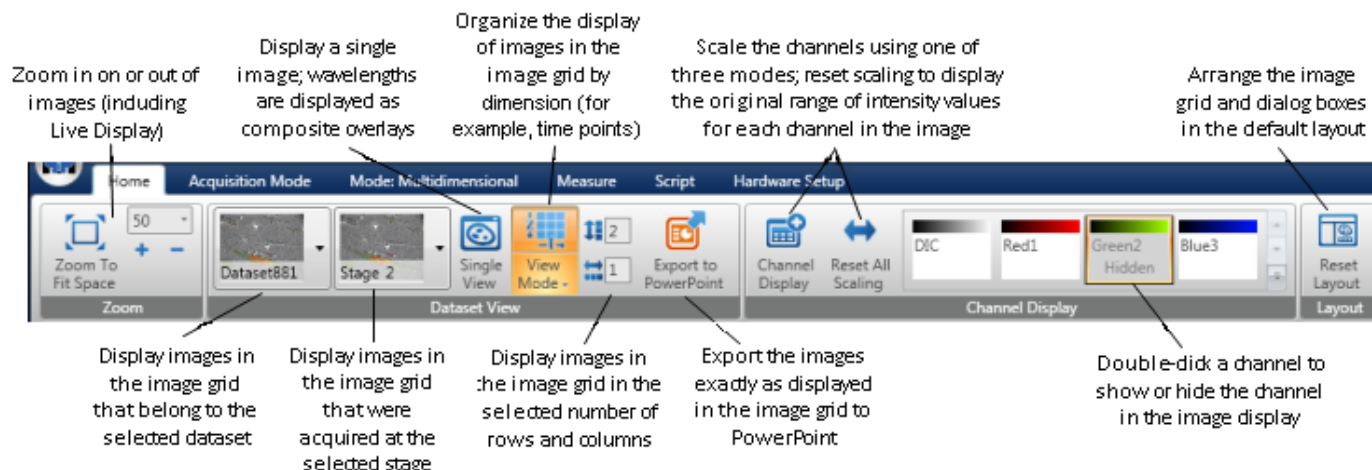 Zoom in on or out of
images (including
Live Display)
Display a single
image; wavelengths
are displayed as
composite overlays
Organize the display
of images in the
image grid by
dimension (for
example, time points)
Scale the channels using one of
three modes; reset scaling to display
the original range of intensity values
for each channel in the image
Arrange the image
grid and dialog boxes
in the default layout
Home
Acquisition Mode
Mode: Multidimensional
Measure
Script
Hardware Setup
50
Zoom To
Fit Space
Zoom
Dataset881
Stage 2
Single
View
View
Mode
2
1
Export to
PowerPoint
Dataset View
Channel
Display
Reset All
Scaling
DIC
Red1
Green2
Hidden
Blue3
Channel Display
Reset
Layout
Layout
Display images in
the image grid
that belong to the
selected dataset
Display images in
the image grid
that were
acquired at the
selected stage
Display images in
the image grid in the
selected number of
rows and columns
Export the images
exactly as displayed
in the image grid to
PowerPoint
Double-click a channel to
show or hide the channel
in the image display